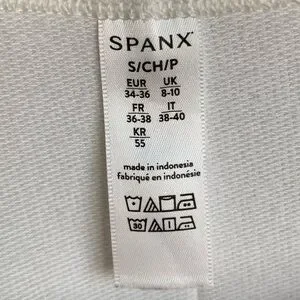 SPANX
S/CH/P
EUR UK
34-36 8-10
FR IT
36-38 38-40
KR
55
made in indonesia
fabriqué en indonésie
30